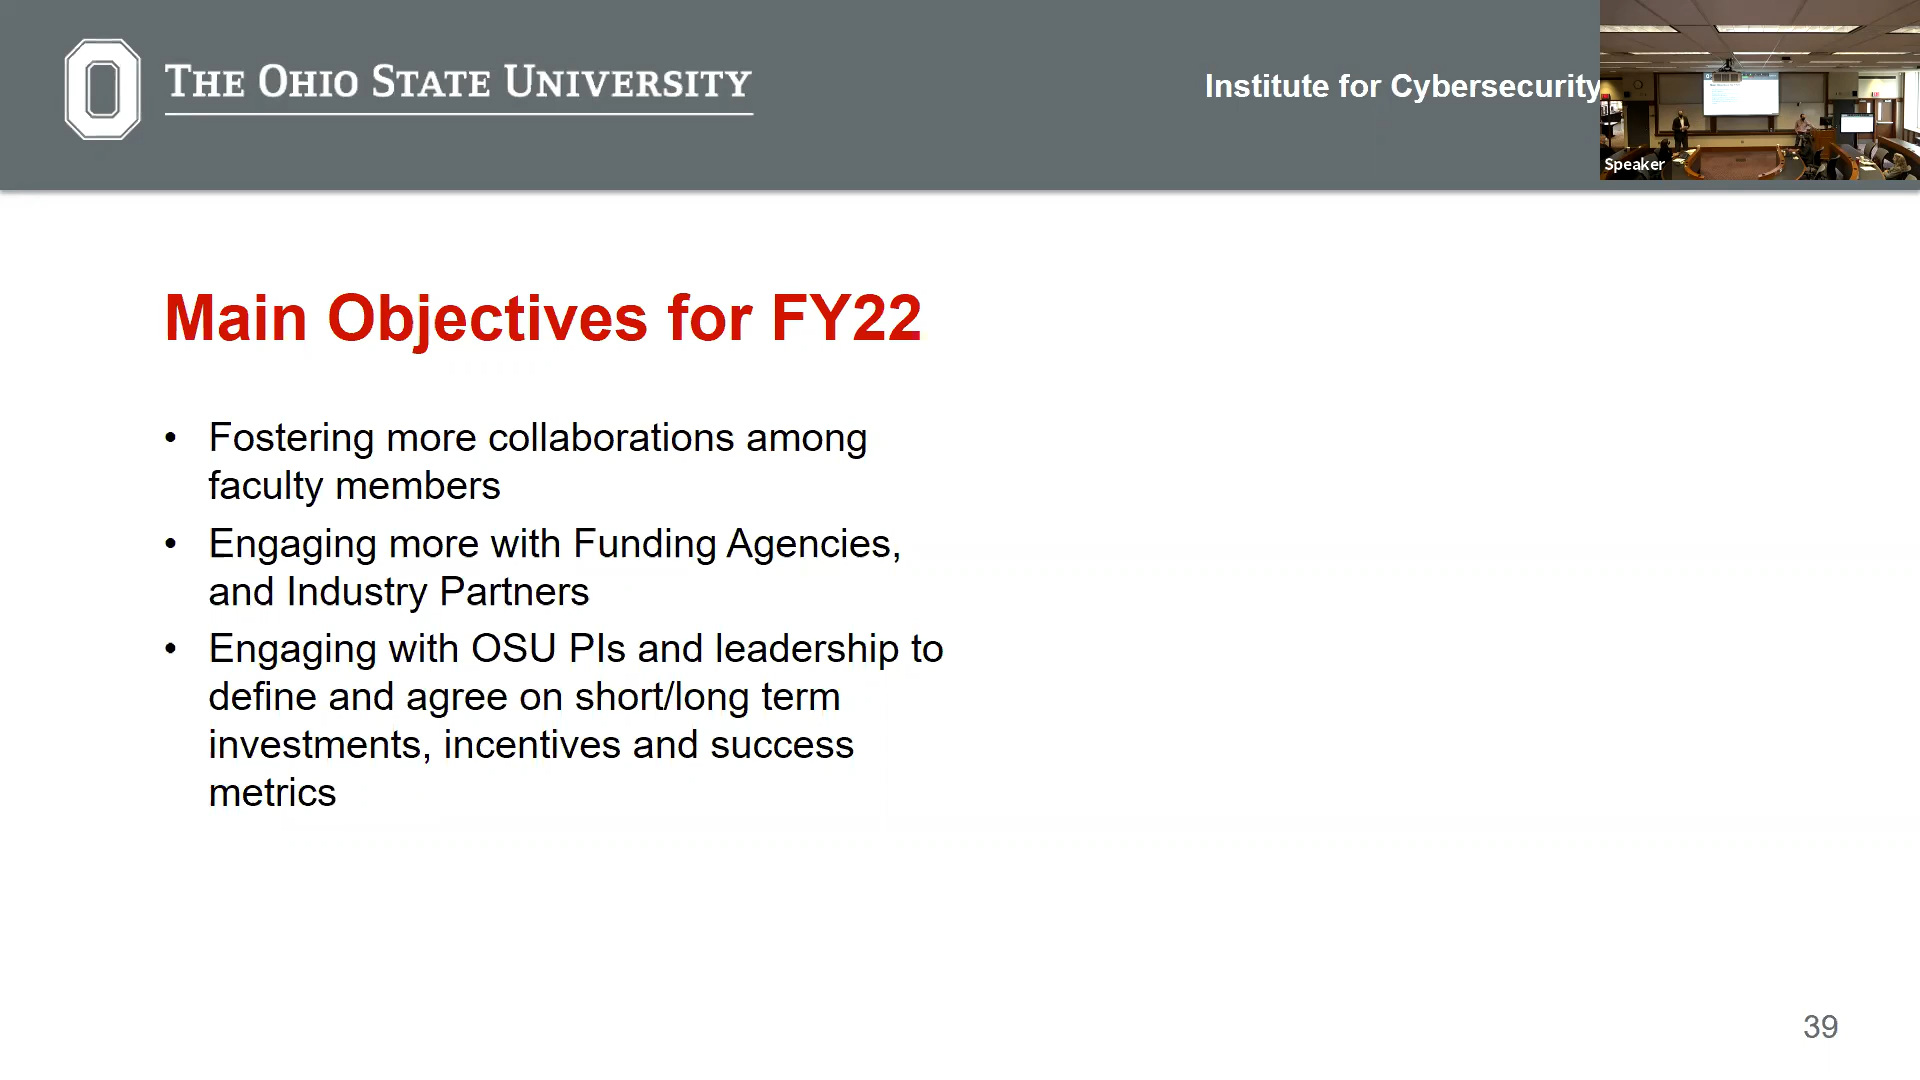 THE OHIO STATE UNIVERSITY
Institute for Cybersecurity
Speaker
Main Objectives for FY22
• Fostering more collaborations among
faculty members
• Engaging more with Funding Agencies,
and Industry Partners
• Engaging with OSU PIs and leadership to
define and agree on short/long term
investments, incentives and success
metrics
39